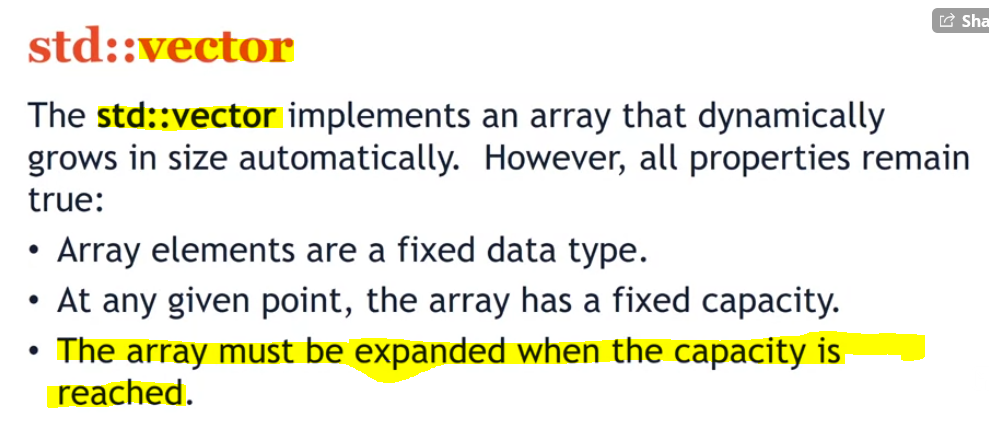 Sha
std::vector
The std::vector implements an array that dynamically
grows in size automatically. However, all properties remain
true:
• Array elements are a fixed data type.
• At any given point, the array has a fixed capacity.
• The array must be expanded when the capacity is
reached.